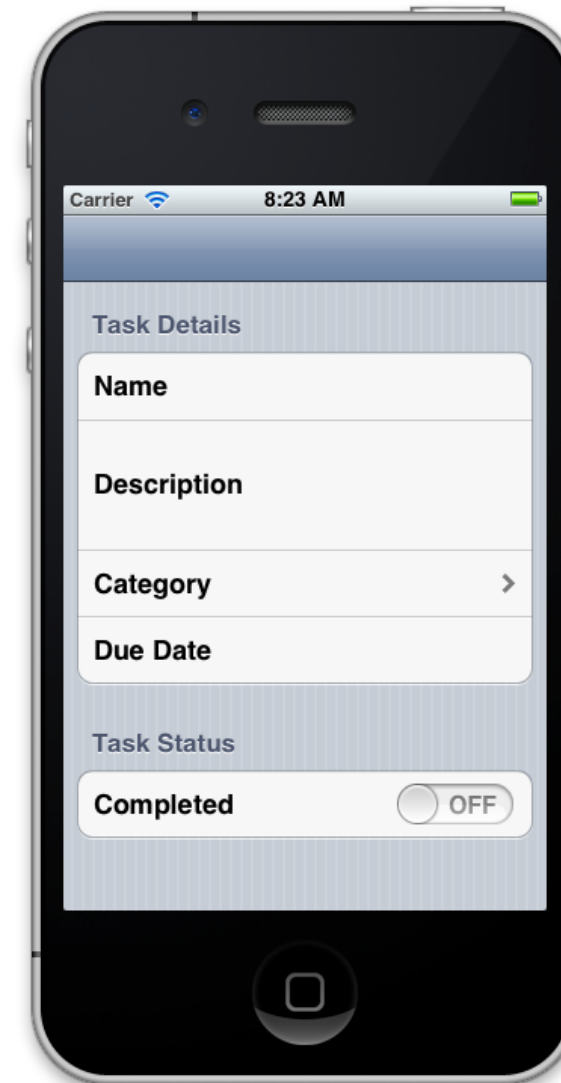 Carrier 8:23 AM
Task Details
Name
Description
Category
Due Date
Task Status
Completed OFF